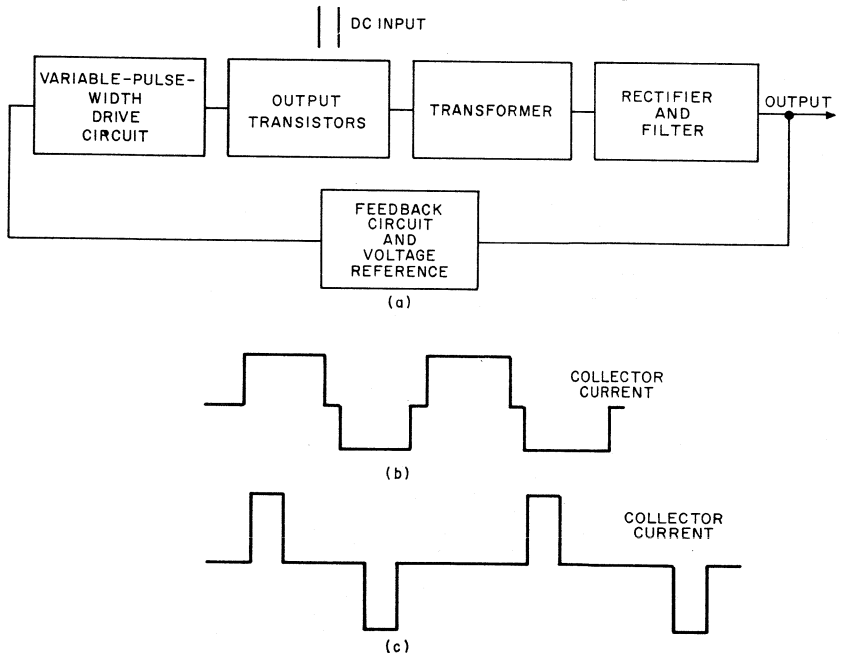 DC INPUT
VARIABLE-PULSE-
WIDTH
DRIVE
CIRCUIT
OUTPUT
TRANSISTORS
TRANSFORMER
RECTIFIER
AND
FILTER
OUTPUT
FEEDBACK
CIRCUIT
AND
VOLTAGE
REFERENCE
(a)
COLLECTOR
CURRENT
(b)
COLLECTOR
CURRENT
(c)